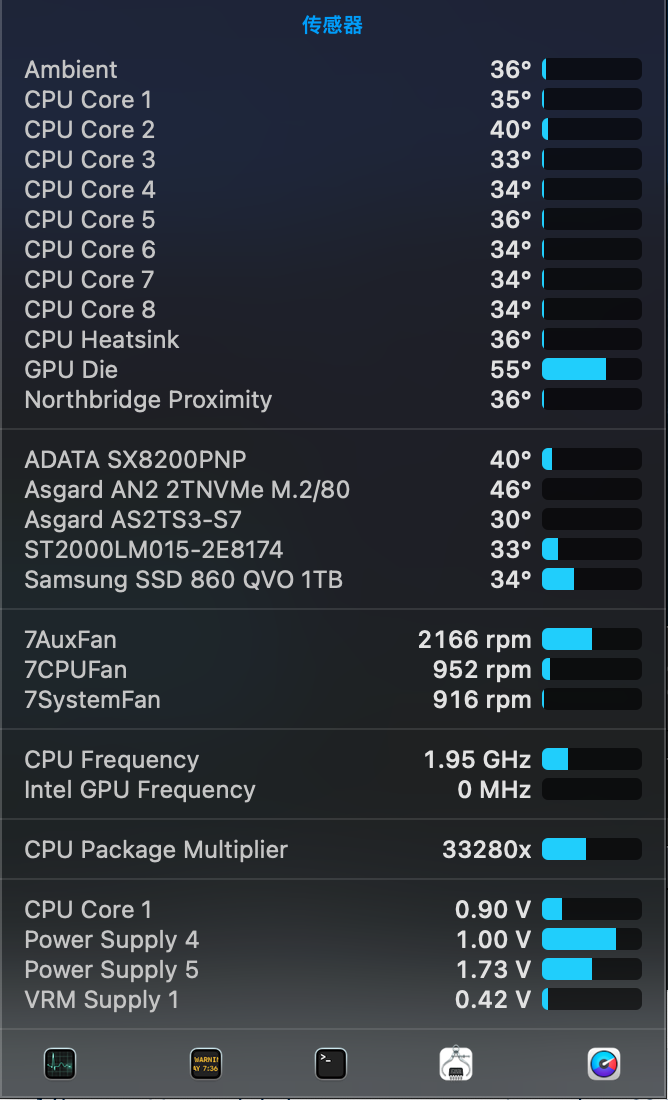 传感器
Ambient 36°
CPU Core 1 35°
CPU Core 2 40°
CPU Core 3 33°
CPU Core 4 34°
CPU Core 5 36°
CPU Core 6 34°
CPU Core 7 34°
CPU Core 8 34°
CPU Heatsink 36°
GPU Die 55°
Northbridge Proximity 36°
ADATA SX8200PNP 40°
Asgard AN2 2TNVMe M.2/80 46°
Asgard AS2TS3-S7 30°
ST2000LM015-2E8174 33°
Samsung SSD 860 QVO 1TB 34°
7AuxFan 2166 rpm
7CPUFan 952 rpm
7SystemFan 916 rpm
CPU Frequency 1.95 GHz
Intel GPU Frequency 0 MHz
CPU Package Multiplier 33280x
CPU Core 1 0.90 V
Power Supply 4 1.00 V
Power Supply 5 1.73 V
VRM Supply 1 0.42 V
WARNIN
AY 7:36
>_